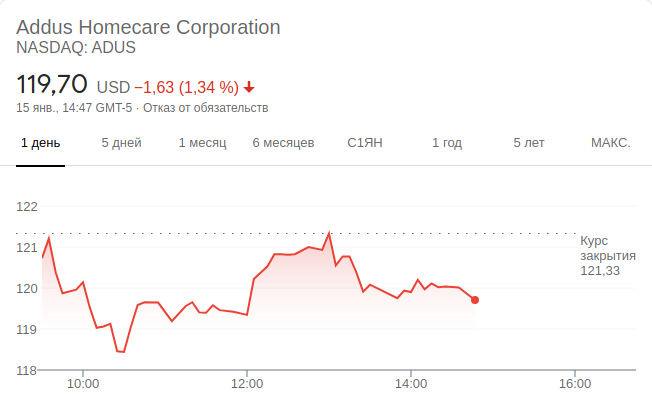 Addus Homecare Corporation
NASDAQ: ADUS
119,70 USD −1,63 (1,34 %)
15 янв., 14:47 GMT-5 · Отказ от обязательств
1 день 5 дней 1 месяц 6 месяцев С1ЯН 1 год 5 лет МАКС.
122
121
120
119
118
Курс
закрытия
121,33
10:00 12:00 14:00 16:00